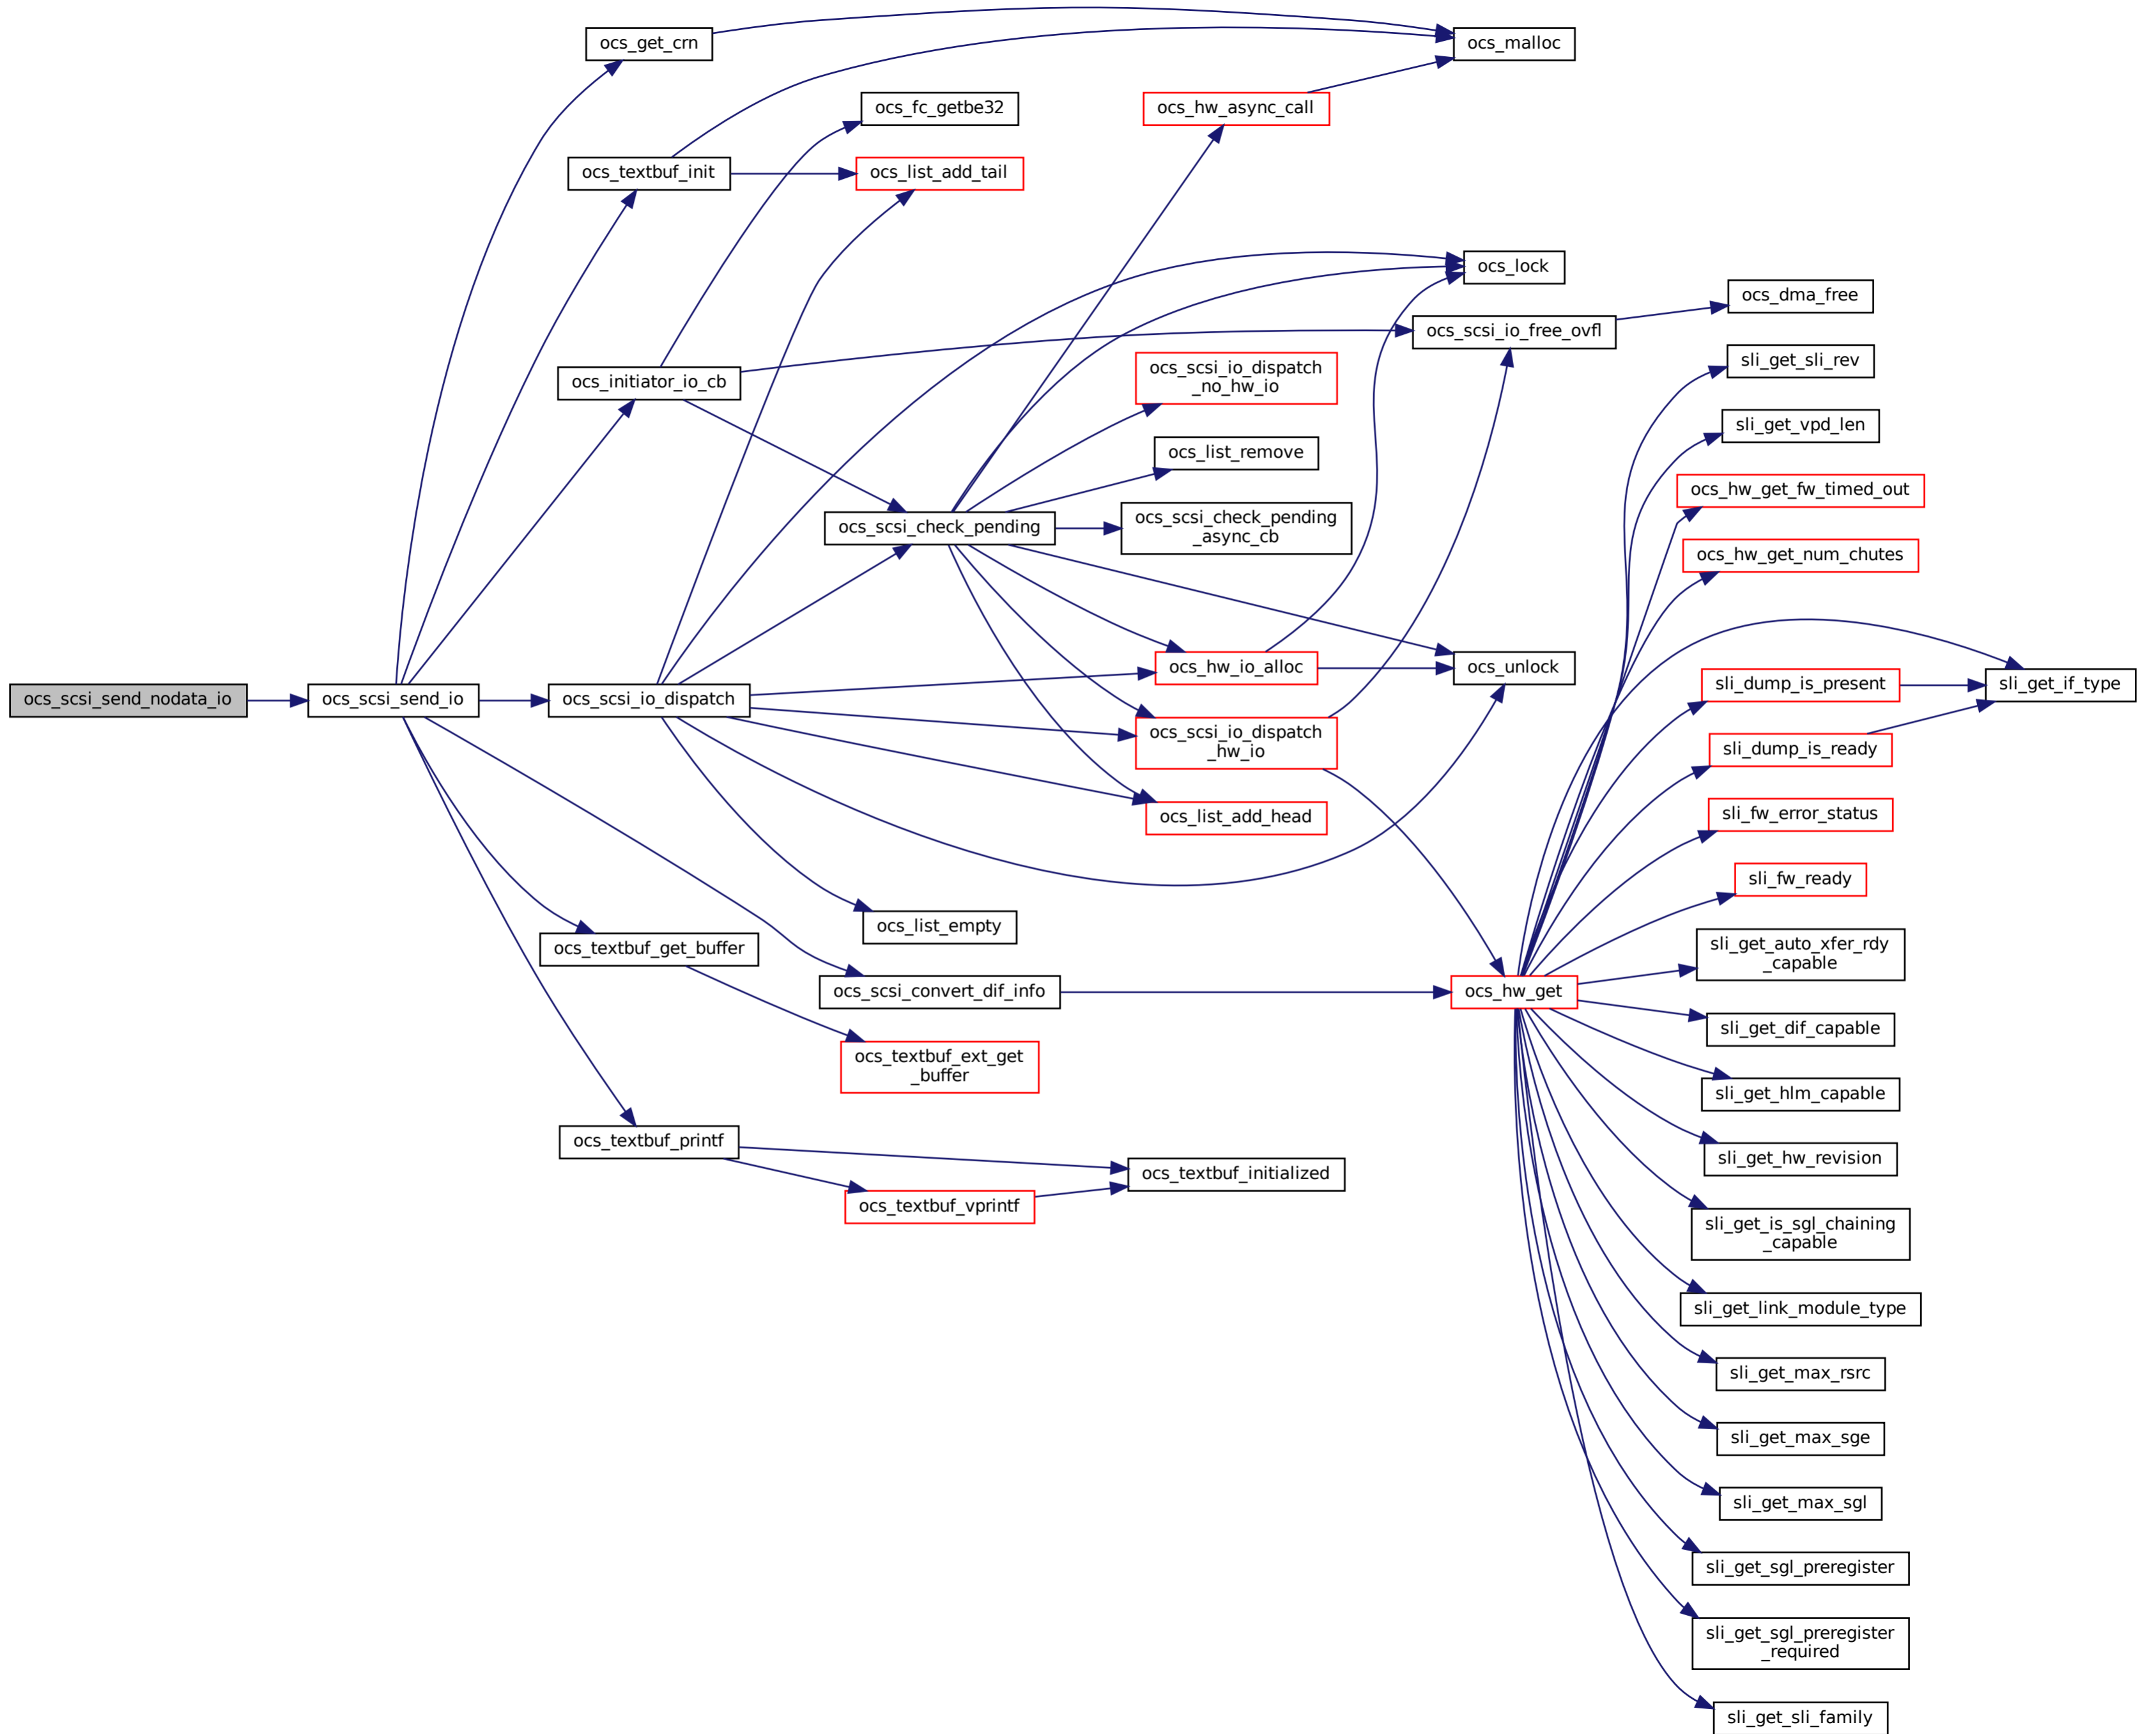 ocs_get_crn
ocs_malloc
ocs_fc_getbe32
ocs_hw_async_call
ocs_textbuf_init
ocs_list_add_tail
ocs_lock
ocs_dma_free
ocs_scsi_io_free_ovfl
sli_get_sli_rev
ocs_initiator_io_cb
ocs_scsi_io_dispatch
_no_hw_io
sli_get_vpd_len
ocs_list_remove
ocs_hw_get_fw_timed_out
ocs_scsi_check_pending
ocs_scsi_check_pending
_async_cb
ocs_hw_get_num_chutes
ocs_hw_io_alloc
ocs_unlock
sli_dump_is_present
sli_get_if_type
ocs_scsi_send_nodata_io
ocs_scsi_send_io
ocs_scsi_io_dispatch
ocs_scsi_io_dispatch
_hw_io
sli_dump_is_ready
ocs_list_add_head
sli_fw_error_status
sli_fw_ready
ocs_list_empty
ocs_textbuf_get_buffer
sli_get_auto_xfer_rdy
_capable
ocs_scsi_convert_dif_info
ocs_hw_get
sli_get_dif_capable
ocs_textbuf_ext_get
_buffer
sli_get_hlm_capable
ocs_textbuf_printf
sli_get_hw_revision
ocs_textbuf_initialized
ocs_textbuf_vprintf
sli_get_is_sgl_chaining
_capable
sli_get_link_module_type
sli_get_max_rsrc
sli_get_max_sge
sli_get_max_sgl
sli_get_sgl_preregister
sli_get_sgl_preregister
_required
sli_get_sli_family